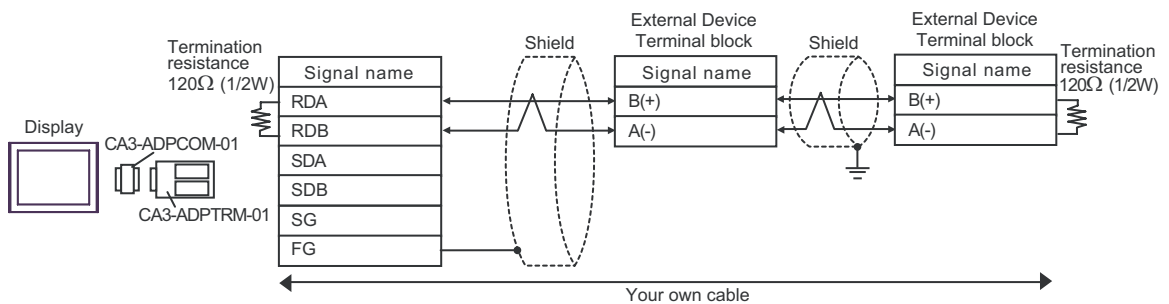 Display
CA3-ADPCOM-01
CA3-ADPTRM-01
Termination
resistance
120Ω (1/2W)
Signal name
RDA
RDB
SDA
SDB
SG
FG
Shield
External Device
Terminal block
Signal name
B(+)
A(-)
Shield
External Device
Terminal block
Signal name
B(+)
A(-)
Termination
resistance
120Ω (1/2W)
Your own cable